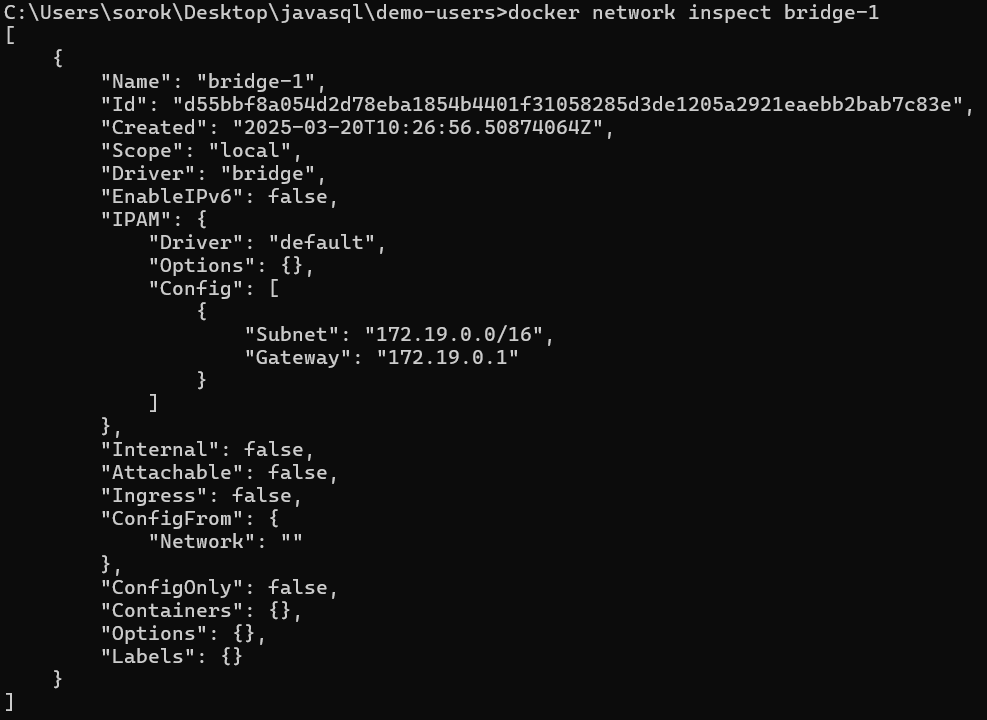 C:\Users\sorok\Desktop\javasql\demo-users>docker network inspect bridge-1
[
    {
        "Name": "bridge-1",
        "Id": "d55bbf8a054d2d78eba1854b4401f31058285d3de1205a2921eaebb2bab7c83e",
        "Created": "2025-03-20T10:26:56.50874064Z",
        "Scope": "local",
        "Driver": "bridge",
        "EnableIPv6": false,
        "IPAM": {
            "Driver": "default",
            "Options": {},
            "Config": [
                {
                    "Subnet": "172.19.0.0/16",
                    "Gateway": "172.19.0.1"
                }
            ]
        },
        "Internal": false,
        "Attachable": false,
        "Ingress": false,
        "ConfigFrom": {
            "Network": ""
        },
        "ConfigOnly": false,
        "Containers": {},
        "Options": {},
        "Labels": {}
    }
]